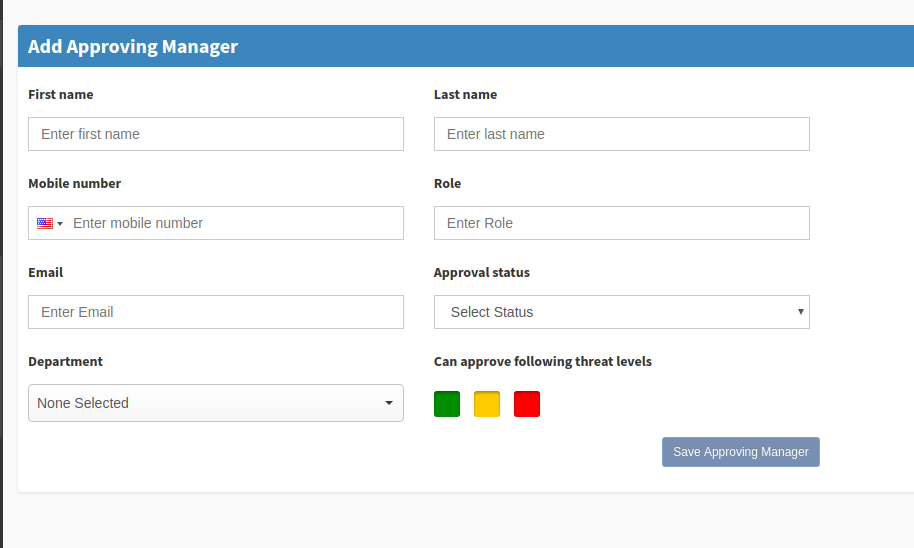 Add Approving Manager
First name
Last name
Enter first name
Enter last name
Mobile number
Role
Enter mobile number
Enter Role
Email
Approval status
Enter Email
Select Status
Department
Can approve following threat levels
None Selected
Save Approving Manager